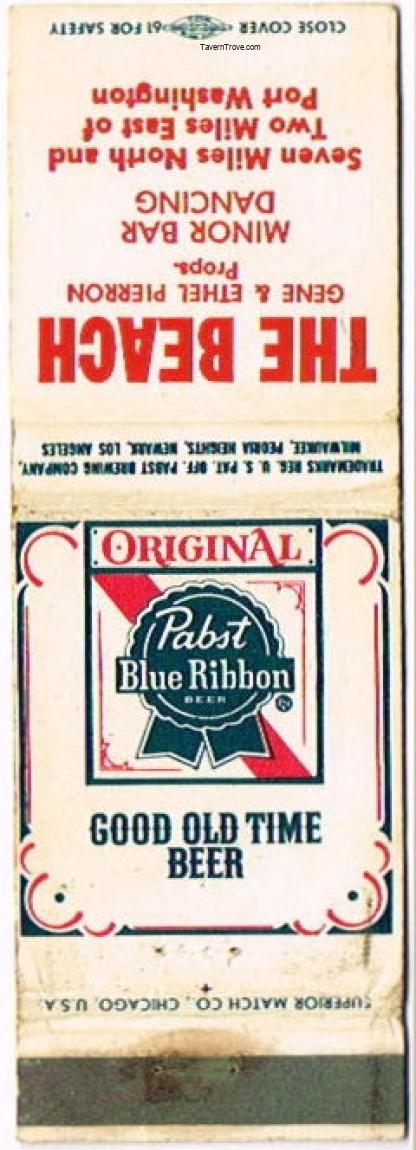 CLOSE COVER FOR SAFETY
TavernTrove.com
THE BEACH
GENE & ETHEL PIERRON
Props.
MINOR BAR
DANCING
Seven Miles North and
Two Miles East of
Port Washington
TRADEMARKS REG. U. S. PAT. OFF. PABST BREWING COMPANY,
MILWAUKEE, PEORIA HEIGHTS, NEWARK, LOS ANGELES
ORIGINAL
Pabst
Blue Ribbon
BEER
®
GOOD OLD TIME
BEER
SUPERIOR MATCH CO., CHICAGO, U.S.A.